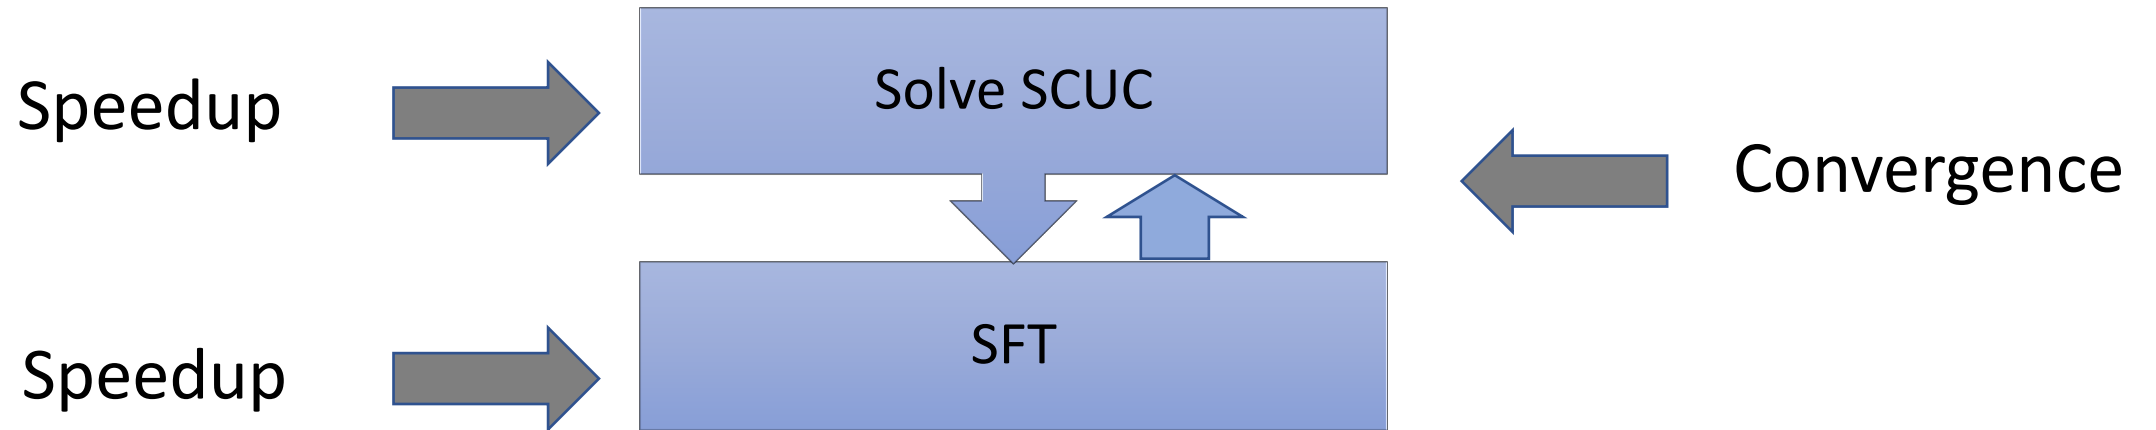 Speedup
Solve SCUC
Convergence
SFT
Speedup